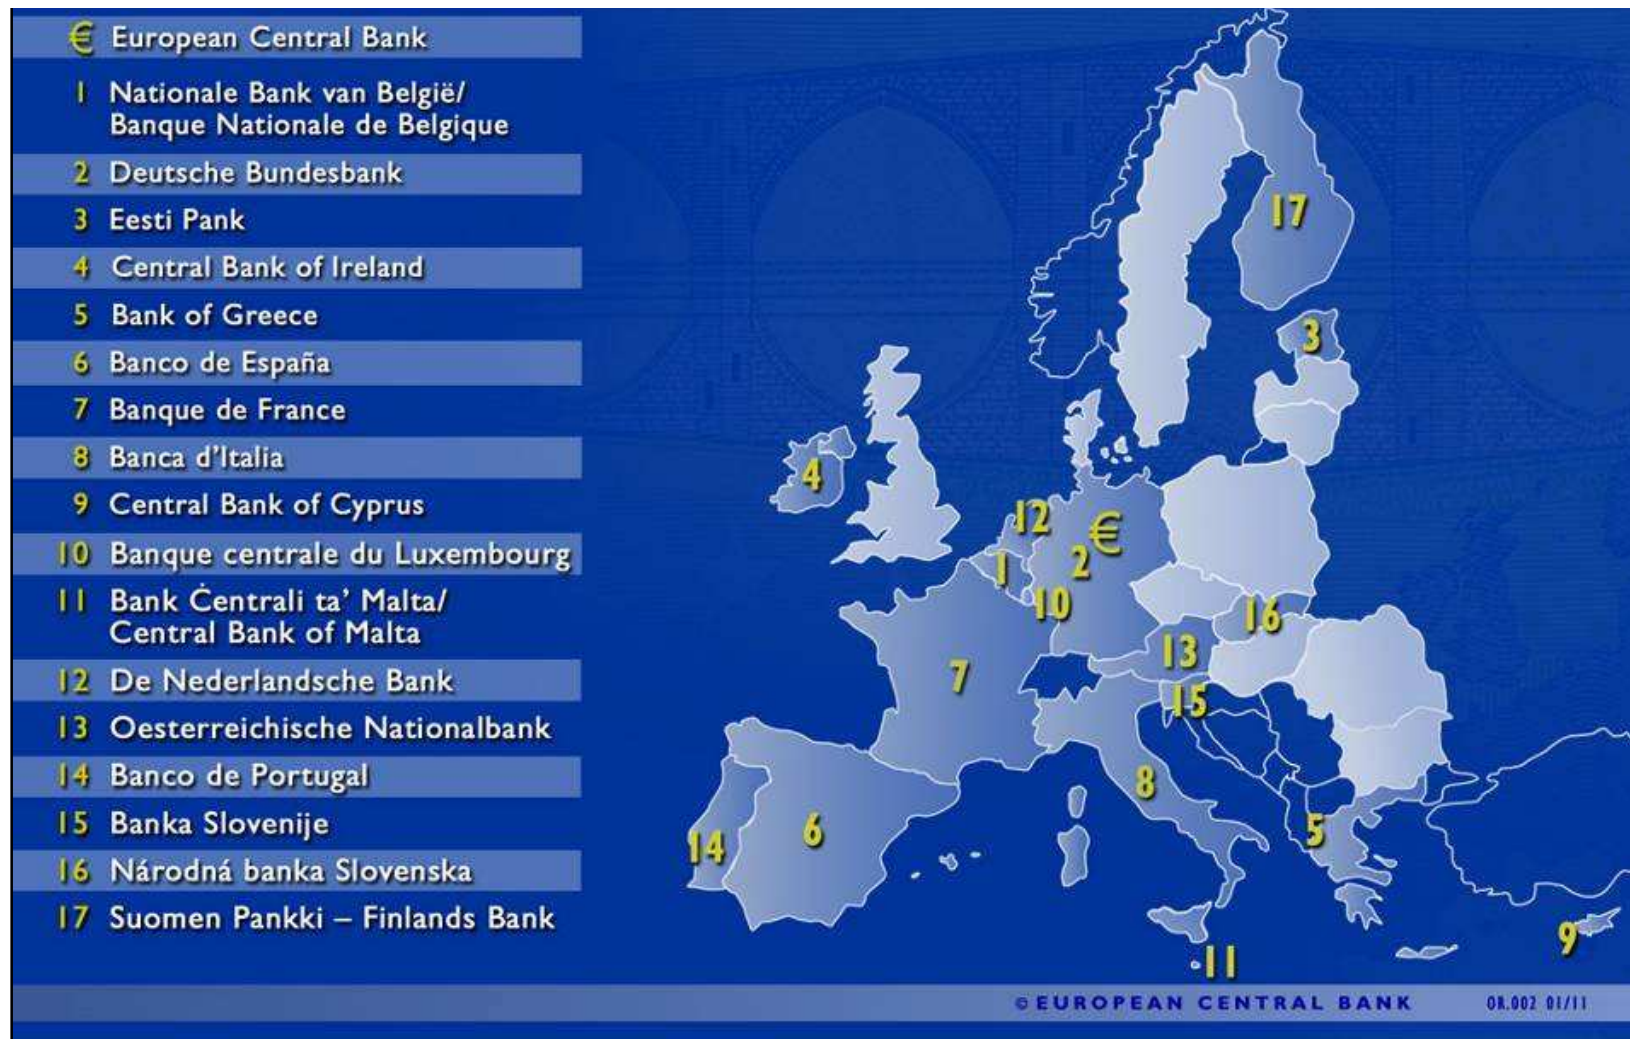 € European Central Bank
1 Nationale Bank van België/
Banque Nationale de Belgique
2 Deutsche Bundesbank
3 Eesti Pank
4 Central Bank of Ireland
5 Bank of Greece
6 Banco de España
7 Banque de France
8 Banca d’Italia
9 Central Bank of Cyprus
10 Banque centrale du Luxembourg
11 Bank Ċentrali ta’ Malta/
Central Bank of Malta
12 De Nederlandsche Bank
13 Oesterreichische Nationalbank
14 Banco de Portugal
15 Banka Slovenije
16 Národná banka Slovenska
17 Suomen Pankki – Finlands Bank
17
3
4
12
€
2
1
10
16
13
7
15
8
6
14
5
9
11
© EUROPEAN CENTRAL BANK OR.002 01/11